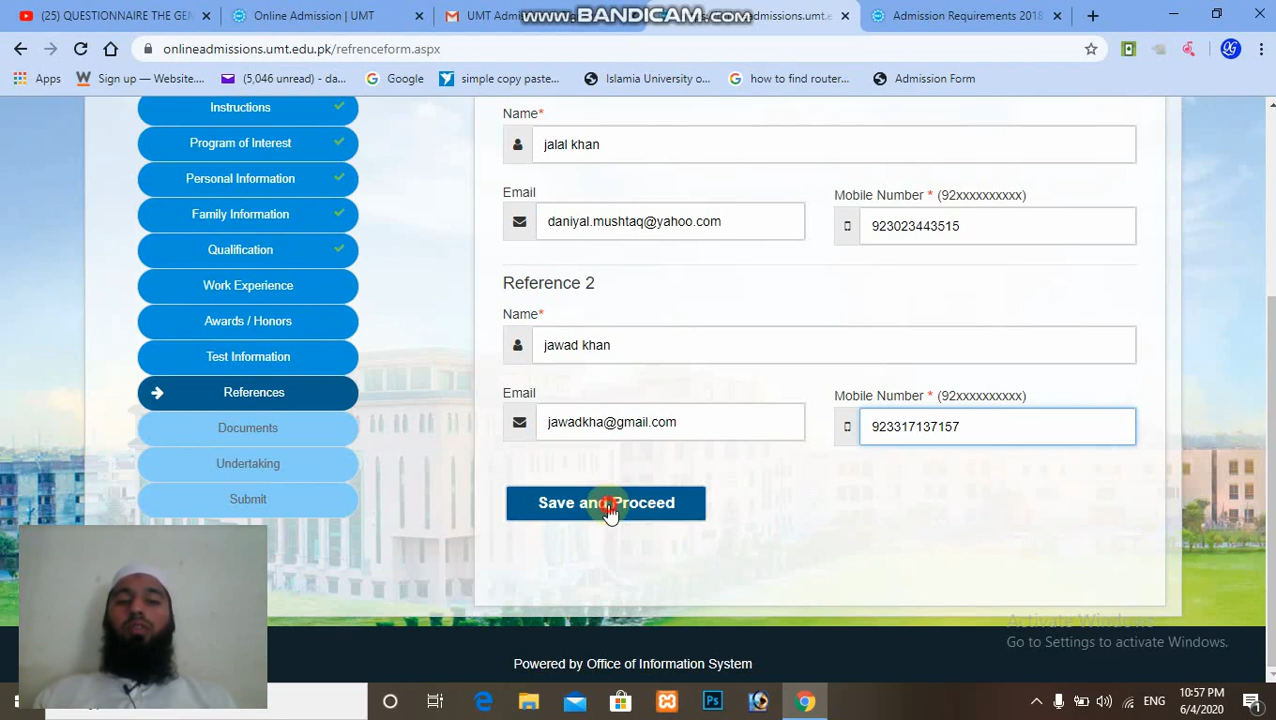 (25) QUESTIONNAIRE THE GEN
Online Admission | UMT
UMT Adm
www.BANDICAM.com
admissions.umt.e
Admission Requirements 2018
onlineadmissions.umt.edu.pk/refrenceform.aspx
Apps
Sign up — Website....
(5,046 unread) - da...
Google
simple copy paste...
Islamia University o...
how to find router...
Admission Form
Instructions
Program of Interest
Personal Information
Family Information
Qualification
Work Experience
Awards / Honors
Test Information
References
Documents
Undertaking
Submit
Name*
jalal khan
Email
Mobile Number * (92xxxxxxxxxx)
daniyal.mushtaq@yahoo.com
923023443515
Reference 2
Name*
jawad khan
Email
Mobile Number * (92xxxxxxxxxx)
jawadkha@gmail.com
923317137157
Save and Proceed
Activate Windows
Go to Settings to activate Windows.
Powered by Office of Information System
ENG
10:57 PM
6/4/2020